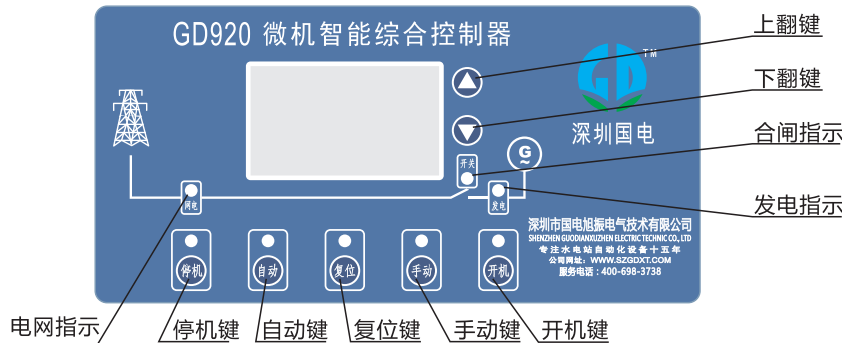 GD920 微机智能综合控制器
上翻键
TM
GD
下翻键
深圳国电
合闸指示
开关
G
~
发电指示
网电
发电
深圳市国电旭振电气技术有限公司
SHENZHEN GUODIANXUZHEN ELECTRIC TECHNIC CO., LTD
专注水电站自动化设备十五年
公司网址: WWW.SZGDXT.COM
服务电话：400-698-3738
停机
自动
复位
手动
开机
电网指示
停机键
自动键
复位键
手动键
开机键